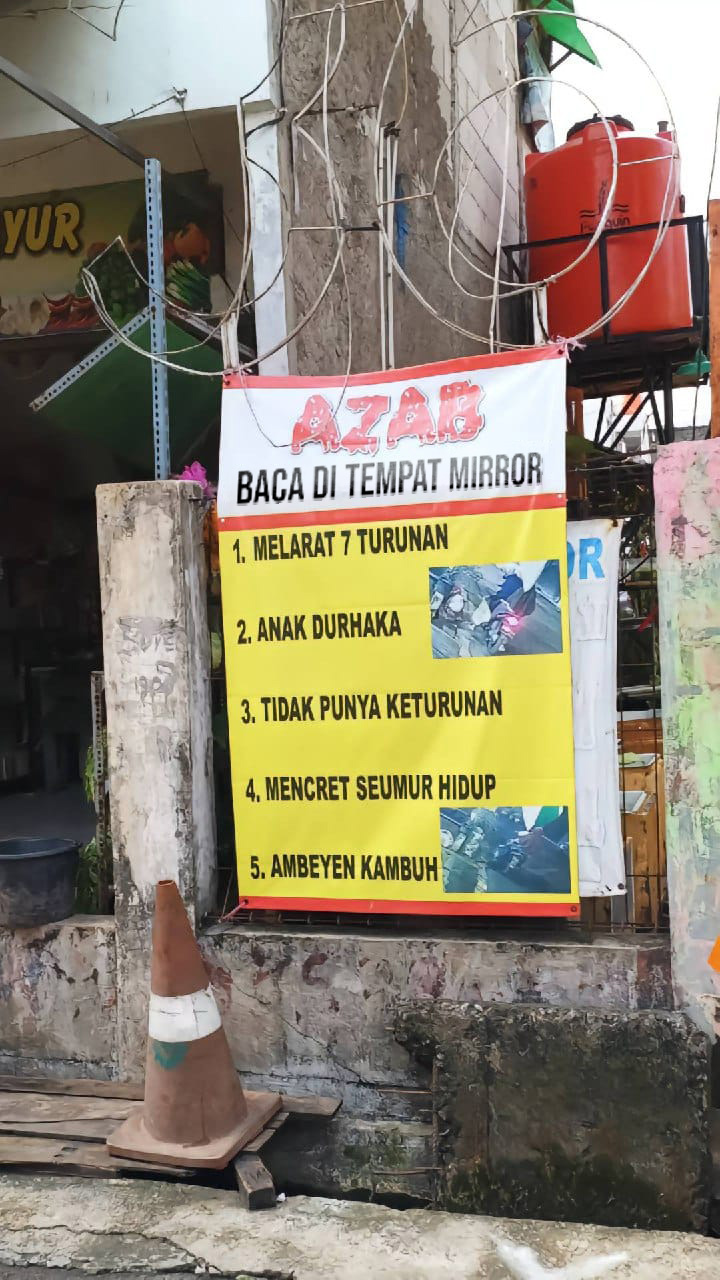 YUR
AZAB
BACA DI TEMPAT MIRROR
1. MELARAT 7 TURUNAN
2. ANAK DURHAKA
3. TIDAK PUNYA KETURUNAN
4. MENCRET SEUMUR HIDUP
5. AMBEYEN KAMBUH
OR